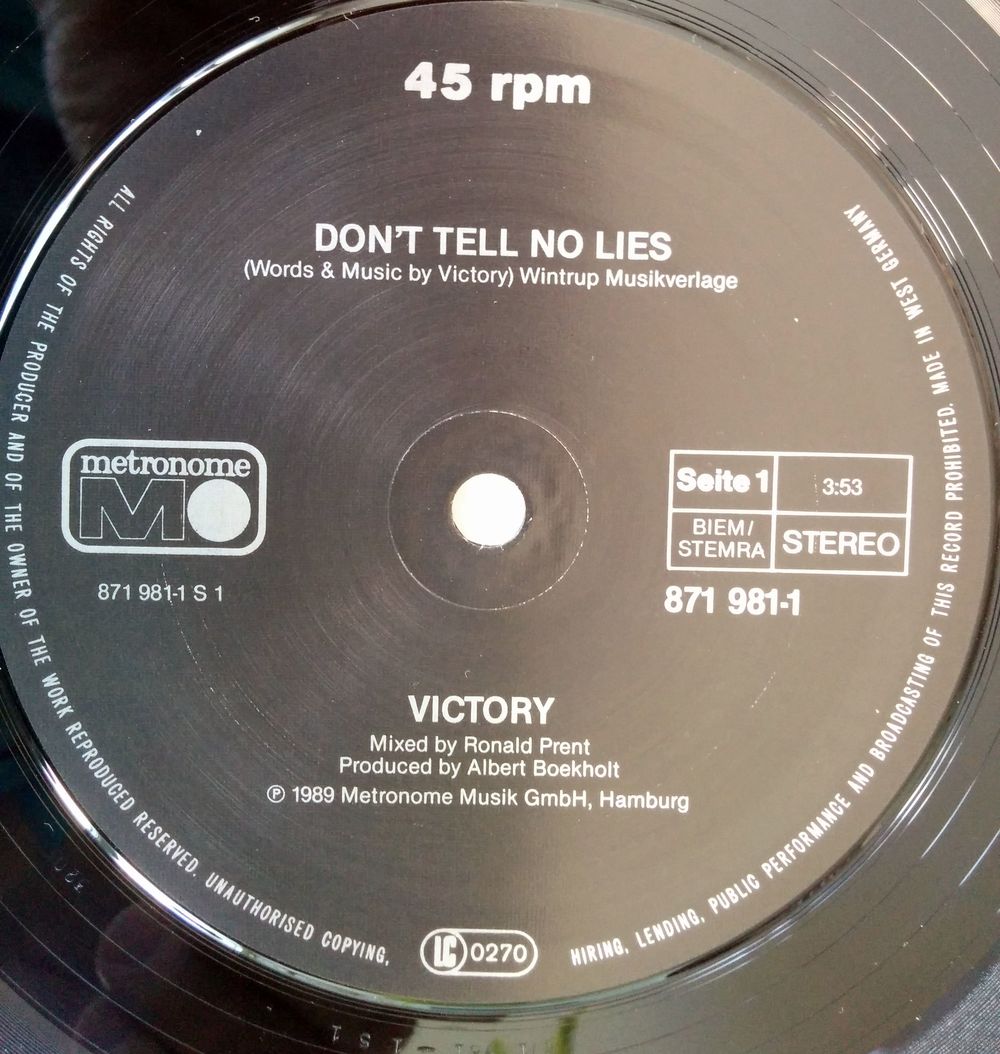 45 rpm
DON'T TELL NO LIES
(Words & Music by Victory) Wintrup Musikverlage
metronome
MO
871 981-1 S 1
Seite 1
3:53
BIEM/
STEMRA
STEREO
871 981-1
VICTORY
Mixed by Ronald Prent
Produced by Albert Boekholt
℗ 1989 Metronome Musik GmbH, Hamburg
ALL RIGHTS OF THE PRODUCER AND OF THE OWNER OF THE WORK REPRODUCED RESERVED. UNAUTHORISED COPYING,
LC 0270
HIRING, LENDING, PUBLIC PERFORMANCE AND BROADCASTING OF THIS RECORD PROHIBITED. MADE IN WEST GERMANY